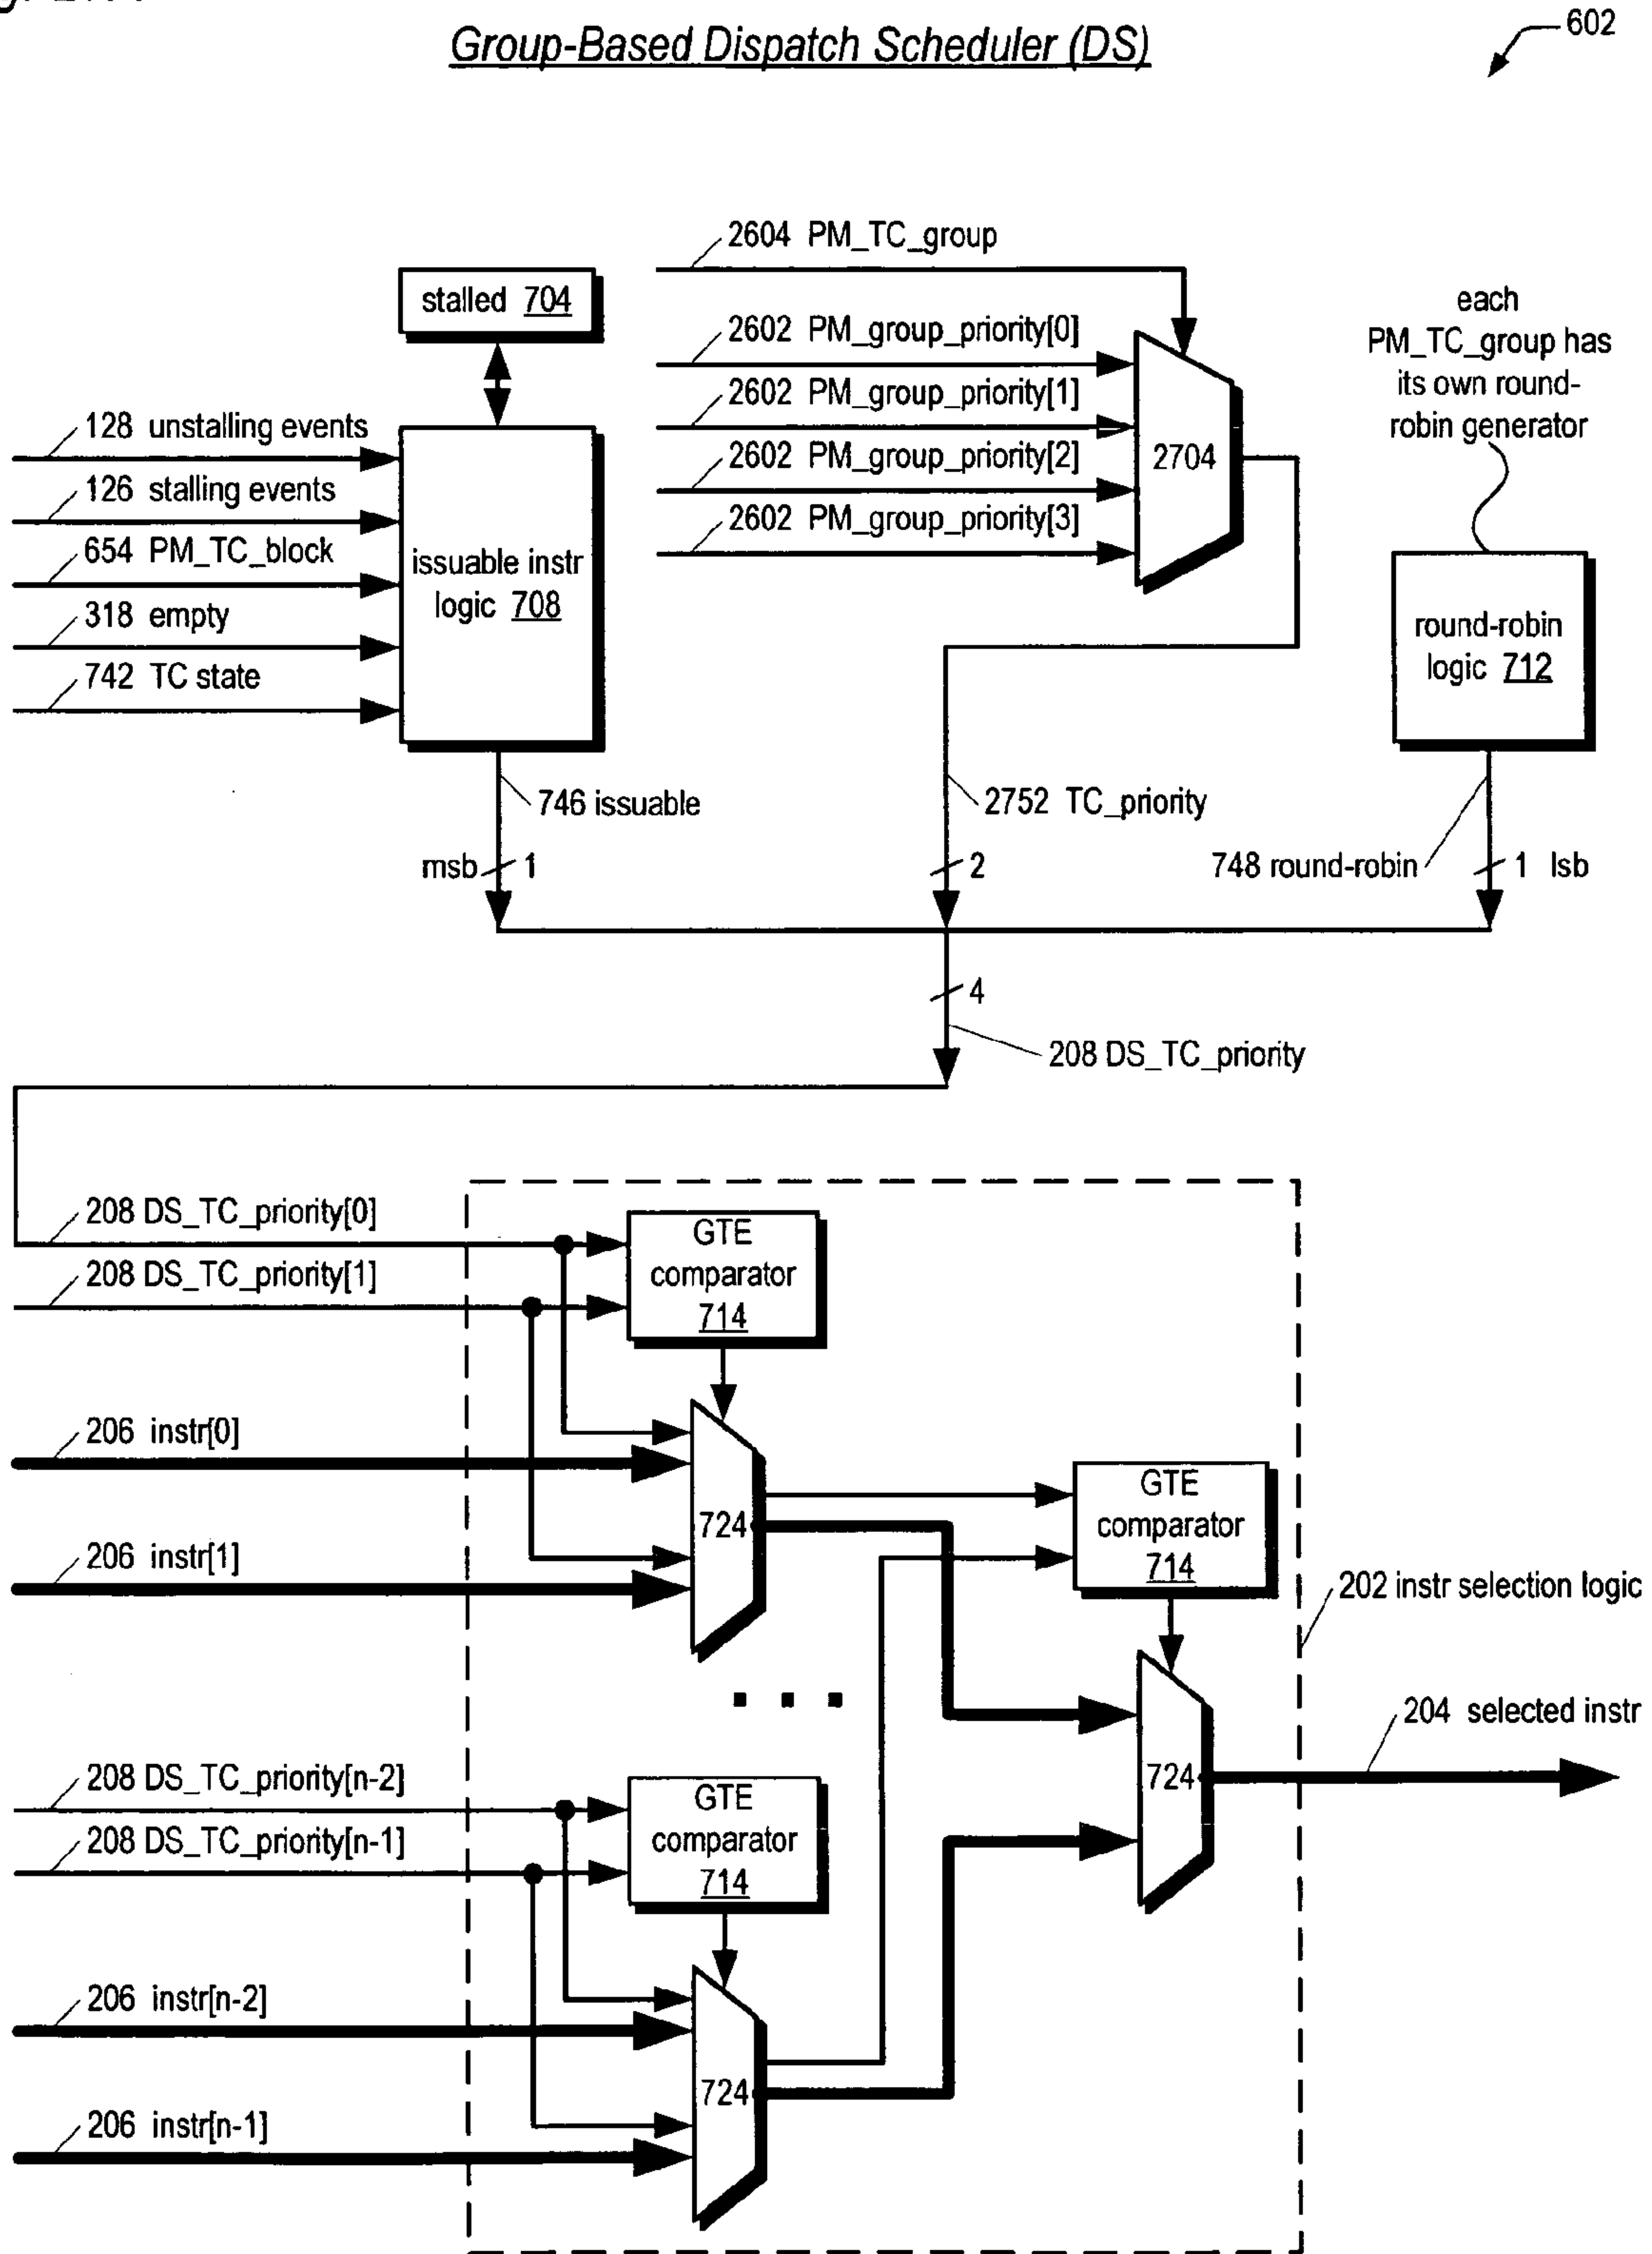 Group-Based Dispatch Scheduler (DS)
602
2604 PM_TC_group
stalled 704
2602 PM_group_priority[0]
2602 PM_group_priority[1]
2602 PM_group_priority[2]
2602 PM_group_priority[3]
2704
each
PM_TC_group has
its own round-
robin generator
128 unstalling events
126 stalling events
654 PM_TC_block
318 empty
742 TC state
issuable instr
logic 708
round-robin
logic 712
746 issuable
2752 TC_priority
msb 1
2
748 round-robin
1 lsb
4
208 DS_TC_priority
208 DS_TC_priority[0]
208 DS_TC_priority[1]
GTE
comparator
714
206 instr[0]
206 instr[1]
724
GTE
comparator
714
202 instr selection logic
204 selected instr
724
208 DS_TC_priority[n-2]
208 DS_TC_priority[n-1]
GTE
comparator
714
206 instr[n-2]
206 instr[n-1]
724